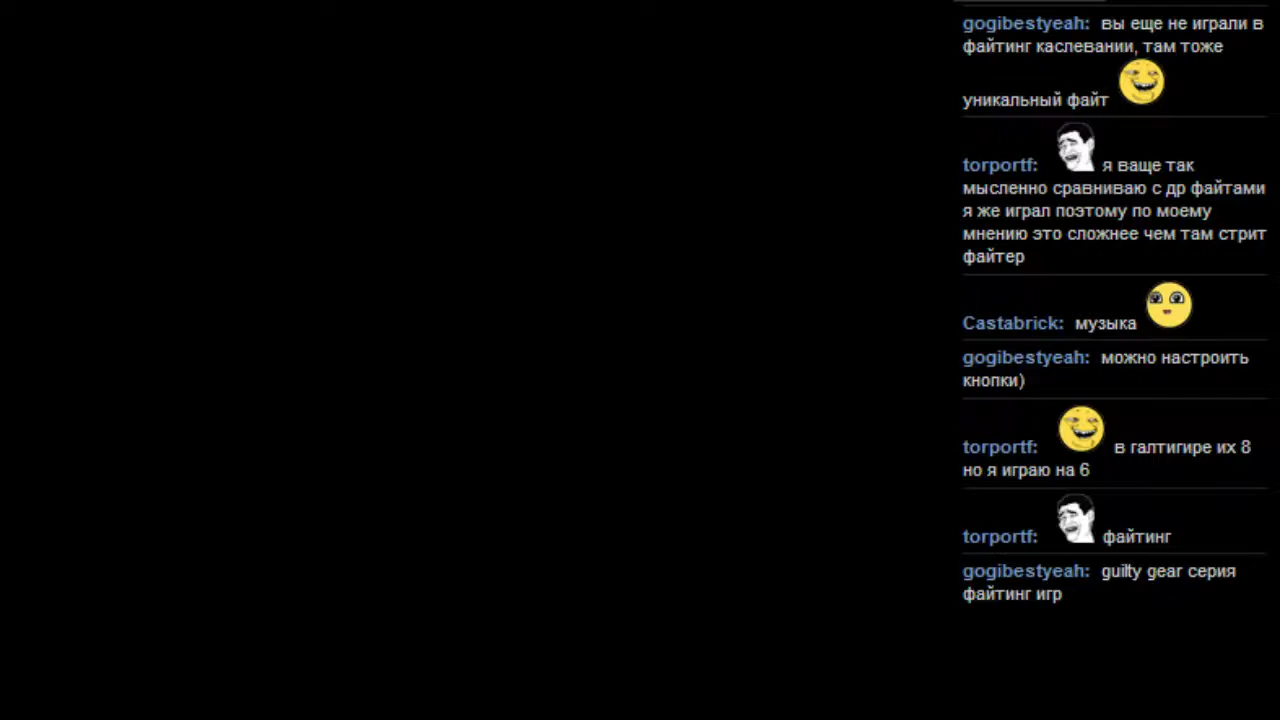 gogibestyeah: вы еще не играли в
файтинг каслевании, там тоже
уникальный файт
torportf: я ваще так
мысленно сравниваю с др файтами
я же играл поэтому по моему
мнению это сложнее чем там стрит
файтер
Castabrick: музыка
gogibestyeah: можно настроить
кнопки)
torportf: в галтигире их 8
но я играю на 6
torportf: файтинг
gogibestyeah: guilty gear серия
файтинг игр